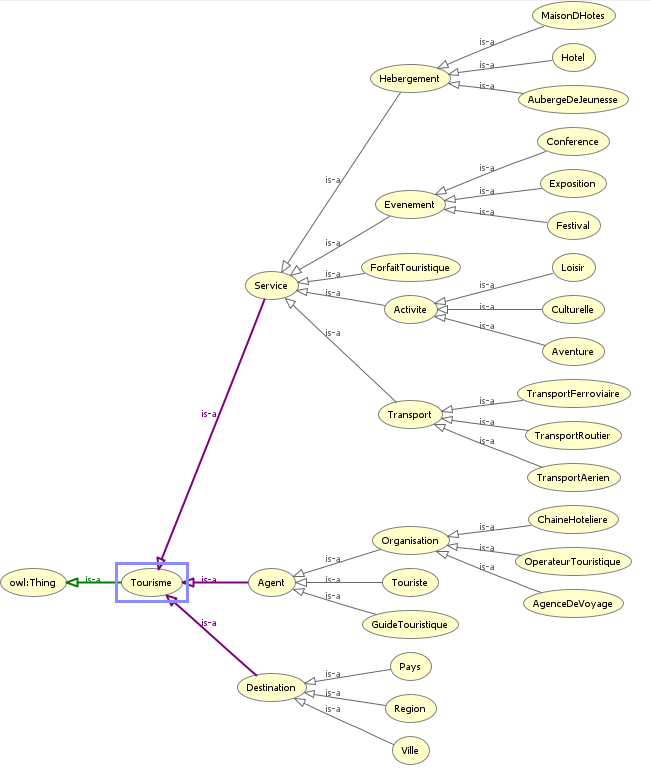 MaisonDHotes
is-a
Hotel
is-a
Hebergement
is-a
AubergeDeJeunesse
Conference
is-a
is-a
Exposition
is-a
Evenement
is-a
Festival
is-a
ForfaitTouristique
Loisir
is-a
Service
is-a
is-a
Activite
is-a
Culturelle
is-a
is-a
Aventure
TransportFerroviaire
is-a
Transport
is-a
is-a
TransportRoutier
is-a
TransportAerien
ChaineHoteliere
is-a
Organisation
is-a
is-a
OperateurTouristique
is-a
owl:Thing
is-a
Tourisme
is-a
Agent
is-a
Touriste
is-a
AgenceDeVoyage
is-a
GuideTouristique
Pays
is-a
Destination
is-a
is-a
Region
Ville